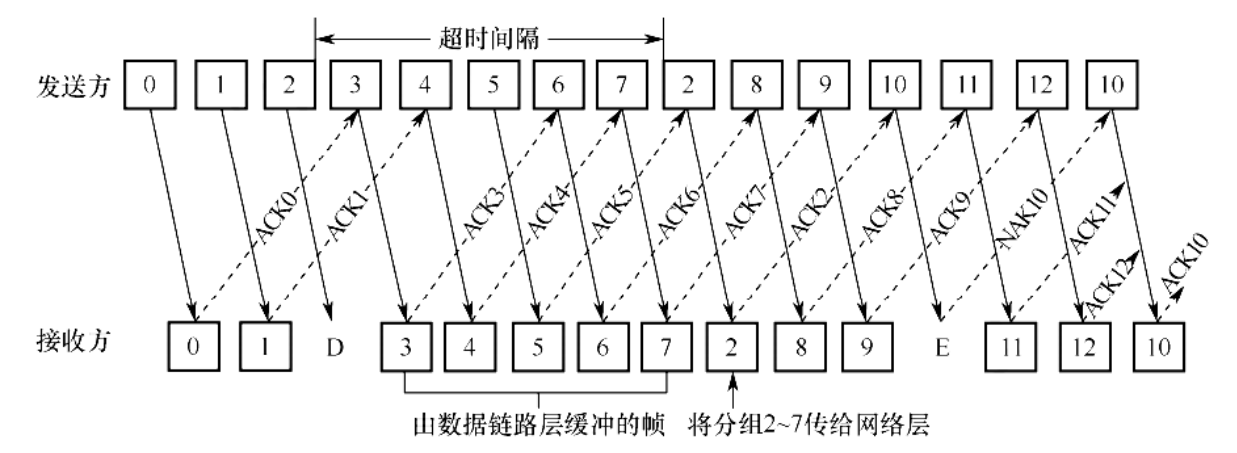 超时间隔
发送方 0 1 2 3 4 5 6 7 2 8 9 10 11 12 10
ACK0 ACK1 ACK3 ACK4 ACK5 ACK6 ACK7 ACK2 ACK8 ACK9 NAK10 ACK11 ACK12 ACK10
接收方 0 1 D 3 4 5 6 7 2 8 9 E 11 12 10
由数据链路层缓冲的帧 将分组2~7传给网络层